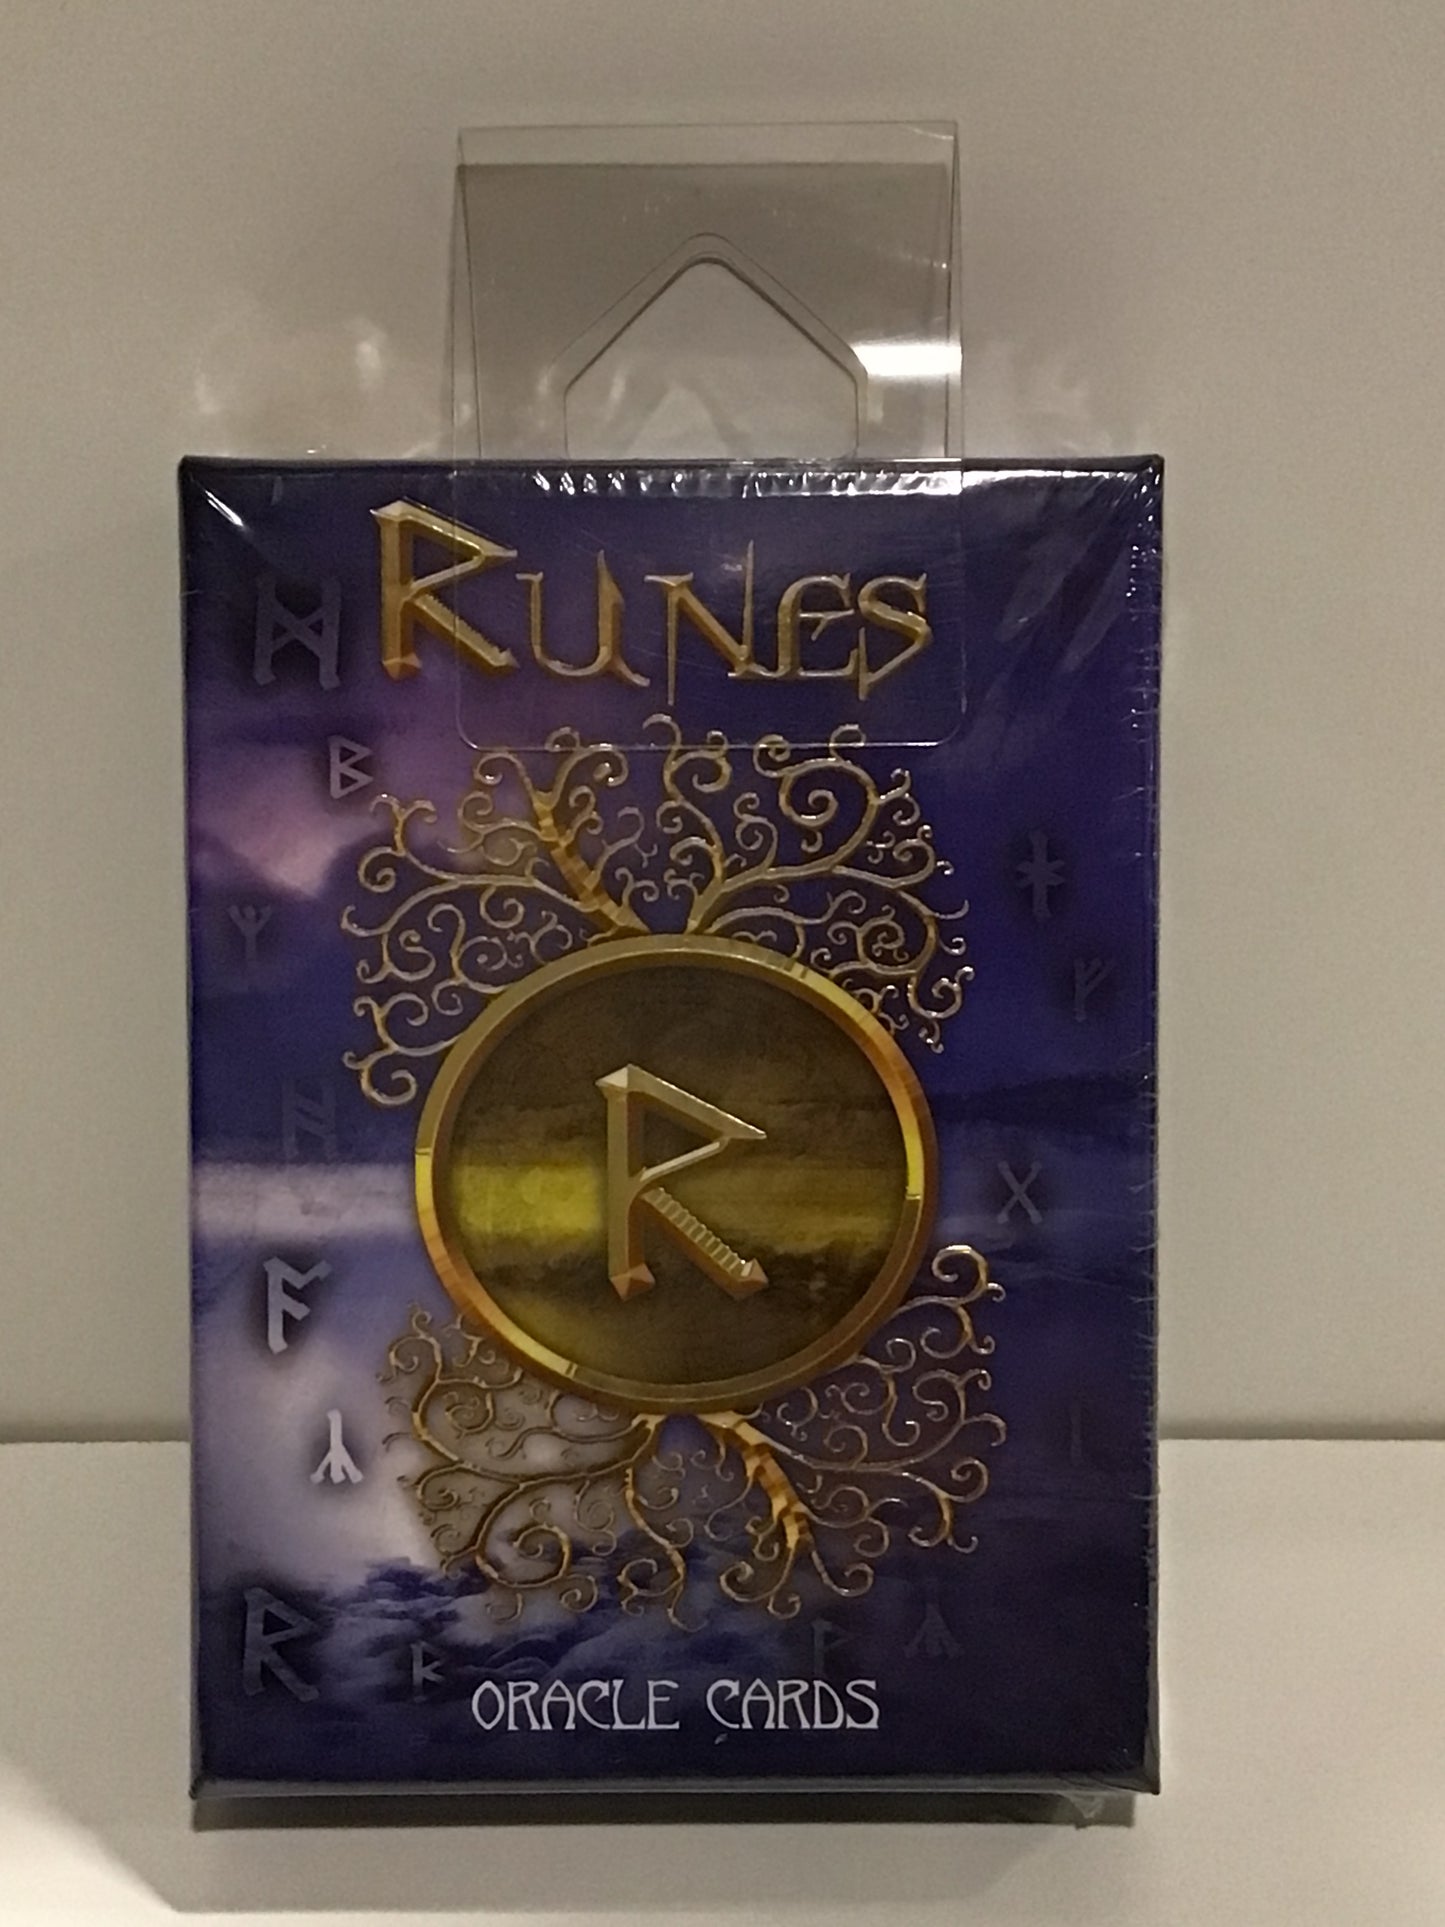 RUNES
ᛗ
ᛒ
ᛉ
ᚠ
ᚺ
ᚱ
ᚷ
ᚨ
ᛚ
ᛦ
ᚱ
ᚹ
ᛦ
ᚱ
ORACLE CARDS